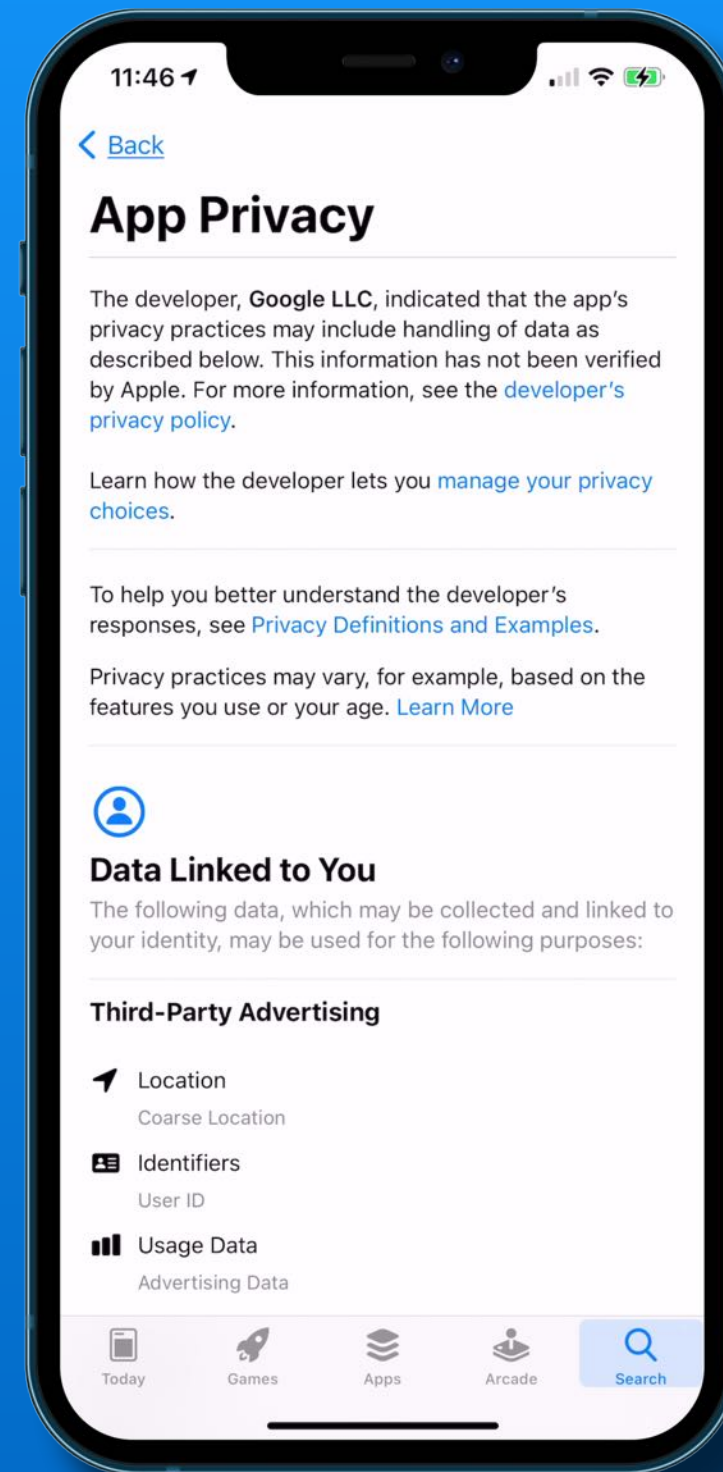 11:46
Back
App Privacy
The developer, Google LLC, indicated that the app’s
privacy practices may include handling of data as
described below. This information has not been verified
by Apple. For more information, see the developer’s
privacy policy.
Learn how the developer lets you manage your privacy
choices.
To help you better understand the developer’s
responses, see Privacy Definitions and Examples.
Privacy practices may vary, for example, based on the
features you use or your age. Learn More
Data Linked to You
The following data, which may be collected and linked to
your identity, may be used for the following purposes:
Third-Party Advertising
Location
Coarse Location
Identifiers
User ID
Usage Data
Advertising Data
Today Games Apps Arcade Search